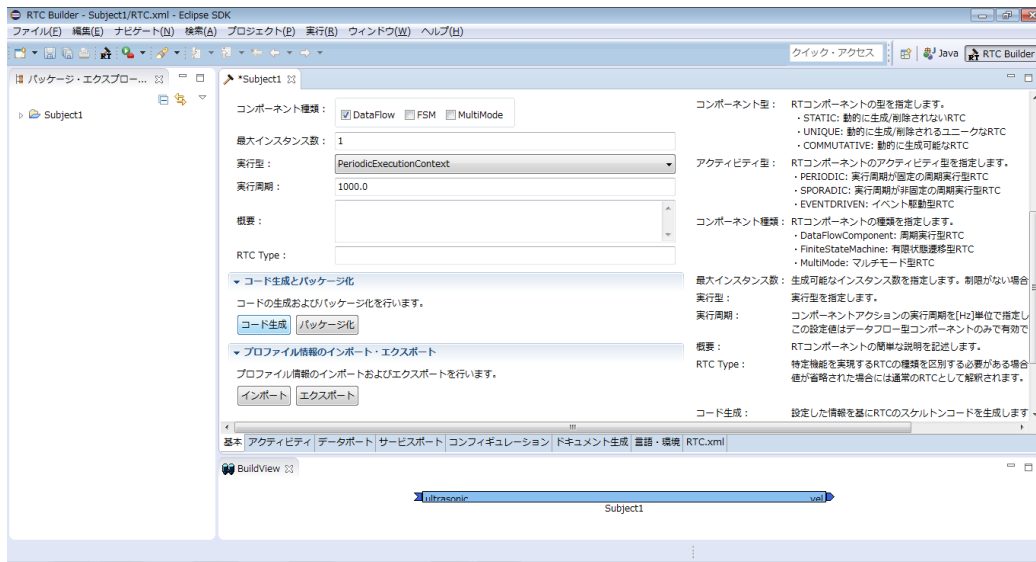 RTC Builder - Subject1/RTC.xml - Eclipse SDK
ファイル(F) 編集(E) ナビゲート(N) 検索(A) プロジェクト(P) 実行(R) ウィンドウ(W) ヘルプ(H)
クイック・アクセス Java RTC Builder
パッケージ・エクスプロー...
Subject1
*Subject1
コンポーネント種類：
DataFlow FSM MultiMode
最大インスタンス数： 1
実行型： PeriodicExecutionContext
実行周期： 1000.0
概要：
RTC Type：
コード生成とパッケージ化
コードの生成およびパッケージ化を行います。
コード生成 パッケージ化
プロファイル情報のインポート・エクスポート
プロファイル情報のインポートおよびエクスポートを行います。
インポート エクスポート
コンポーネント型： RTコンポーネントの型を指定します。
・STATIC: 動的に生成/削除されないRTC
・UNIQUE: 動的に生成/削除されるユニークなRTC
・COMMUTATIVE: 動的に生成可能なRTC
アクティビティ型： RTコンポーネントのアクティビティ型を指定します。
・PERIODIC: 実行周期が固定の周期実行型RTC
・SPORADIC: 実行周期が非固定の周期実行型RTC
・EVENTDRIVEN: イベント駆動型RTC
コンポーネント種類： RTコンポーネントの種類を指定します。
・DataFlowComponent: 周期実行型RTC
・FiniteStateMachine: 有限状態遷移型RTC
・MultiMode: マルチモード型RTC
最大インスタンス数： 生成可能なインスタンス数を指定します。制限がない場合
実行型： 実行型を指定します。
実行周期： コンポーネントアクションの実行周期を[Hz]単位で指定し
この設定値はデータフロー型コンポーネントのみで有効で
概要： RTコンポーネントの簡単な説明を記述します。
RTC Type： 特定機能を実現するRTCの種類を区別する必要がある場合
値が省略された場合には通常のRTCとして解釈されます。
コード生成： 設定した情報を基にRTCのスケルトンコードを生成します
基本 アクティビティ データポート サービスポート コンフィギュレーション ドキュメント生成 言語・環境 RTC.xml
BuildView
ultrasonic vel
Subject1